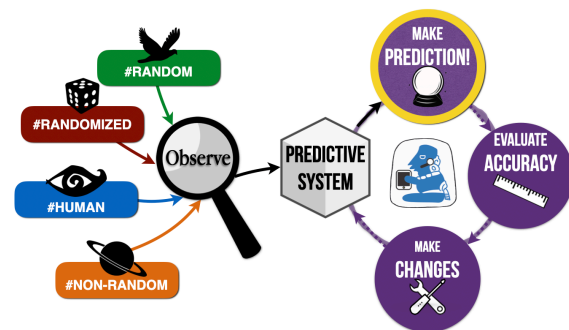 #RANDOM
#RANDOMIZED
#HUMAN
#NON-RANDOM
Observe
PREDICTIVE
SYSTEM
MAKE
PREDICTION!
EVALUATE
ACCURACY
MAKE
CHANGES